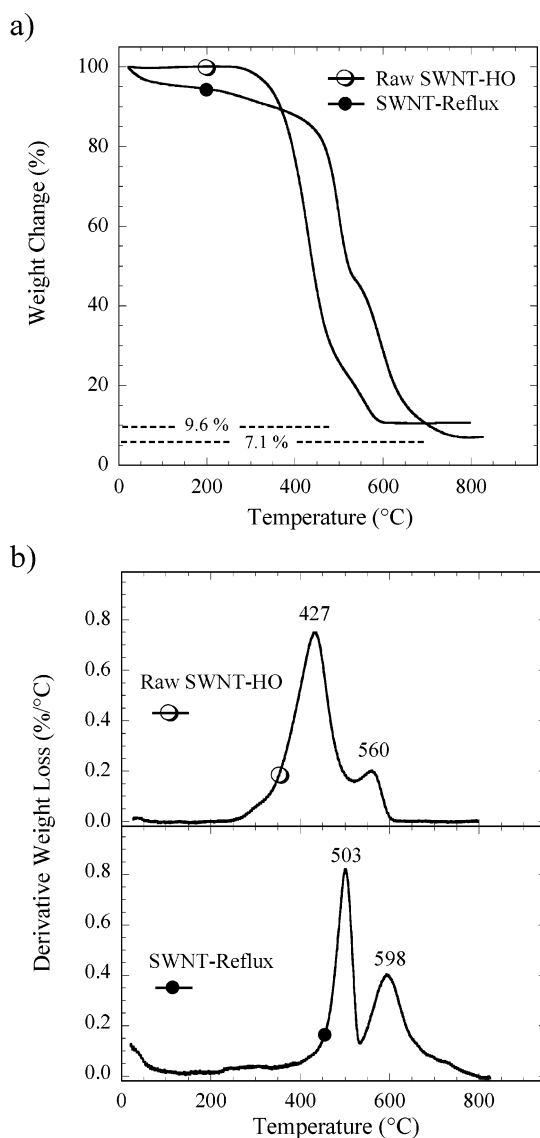 a)
100
80
60
40
20
0
Weight Change (%)
Raw SWNT-HO
SWNT-Reflux
9.6 %
7.1 %
0 200 400 600 800
Temperature (°C)
b)
Derivative Weight Loss (%/°C)
0.8
0.6
0.4
0.2
0.0
427
Raw SWNT-HO
560
0.8
0.6
0.4
0.2
0.0
503
SWNT-Reflux
598
0 200 400 600 800
Temperature (°C)